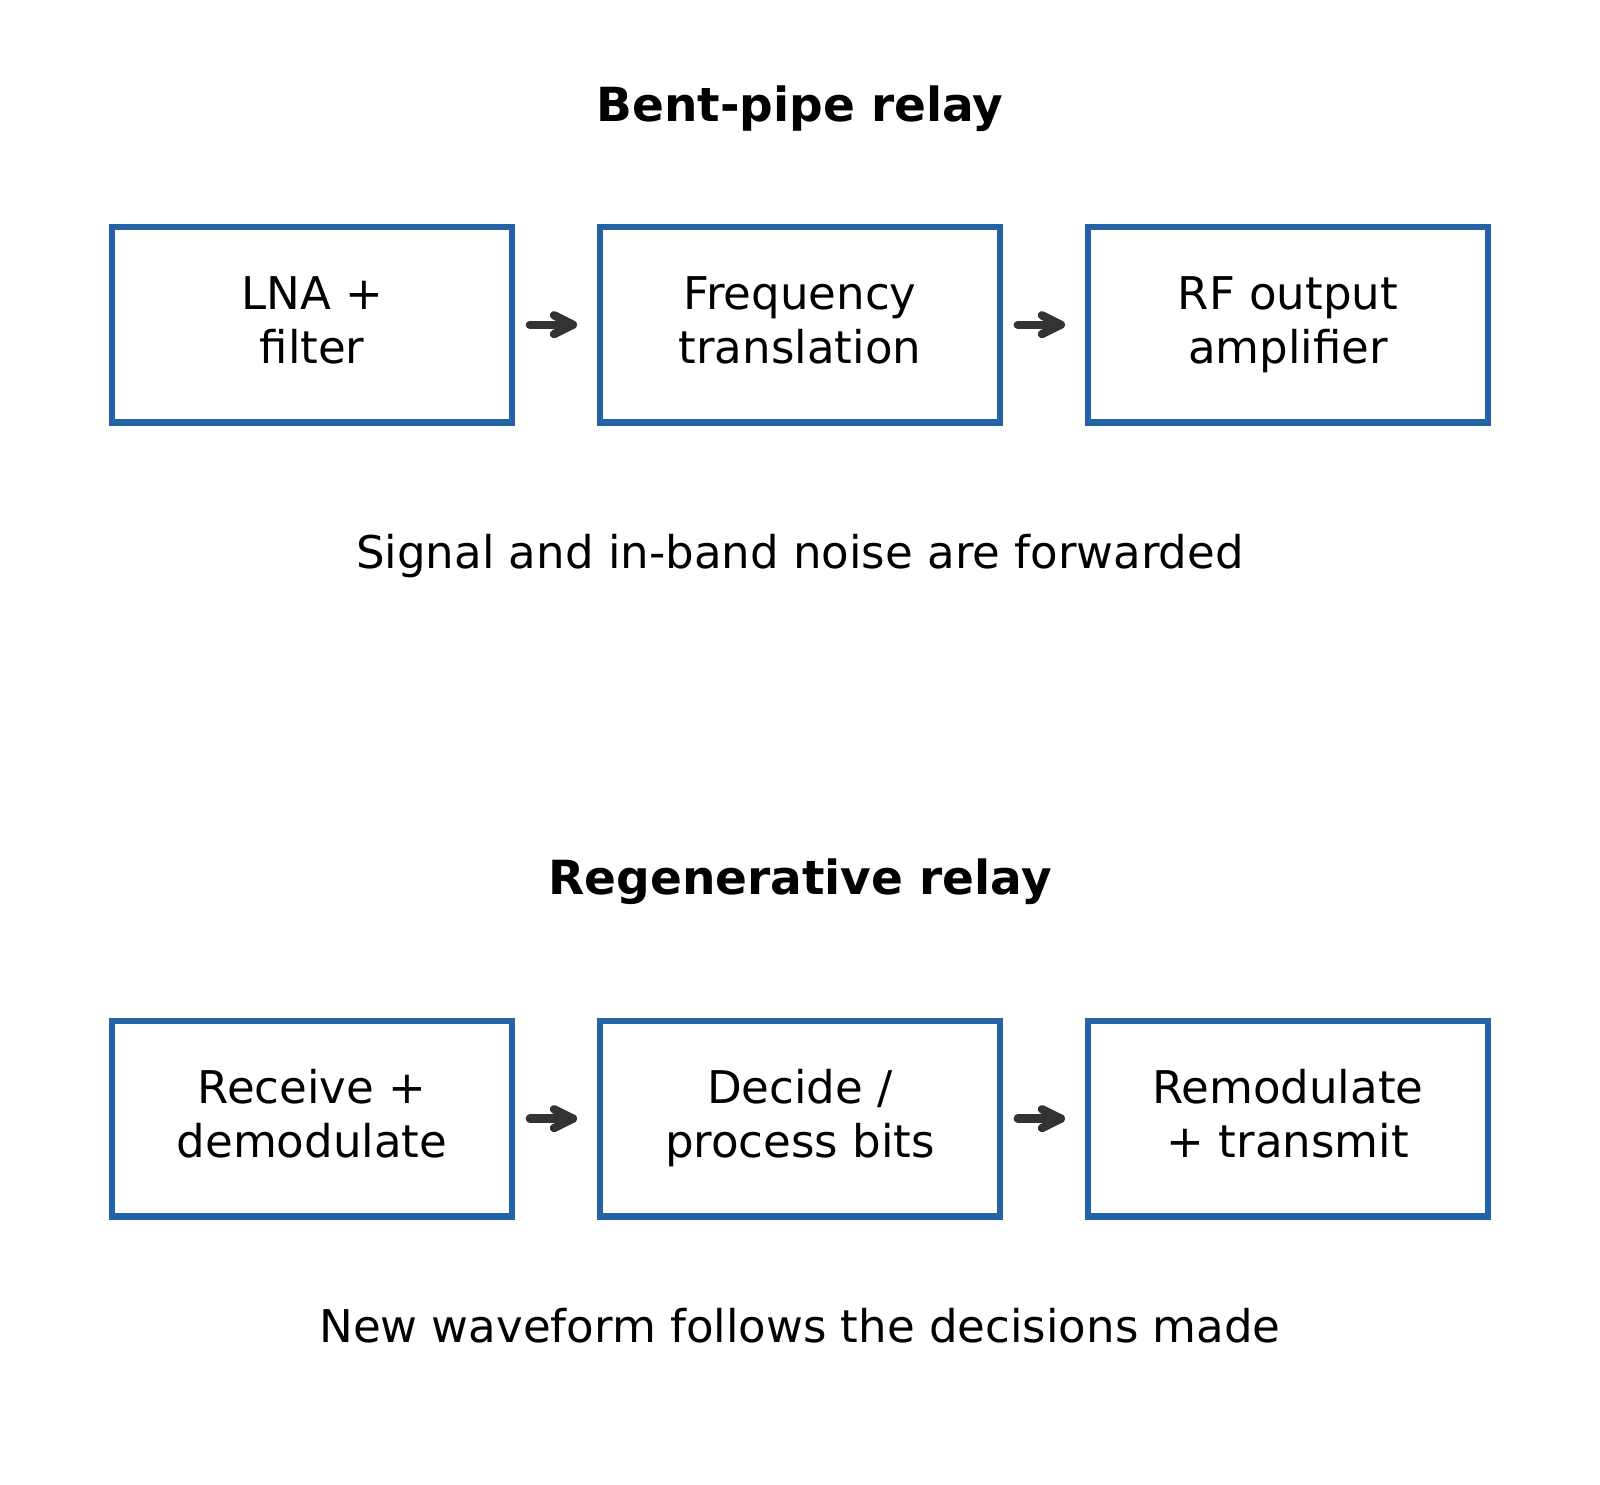 Bent-pipe relay
LNA +
filter
Frequency
translation
RF output
amplifier
Signal and in-band noise are forwarded
Regenerative relay
Receive +
demodulate
Decide /
process bits
Remodulate
+ transmit
New waveform follows the decisions made